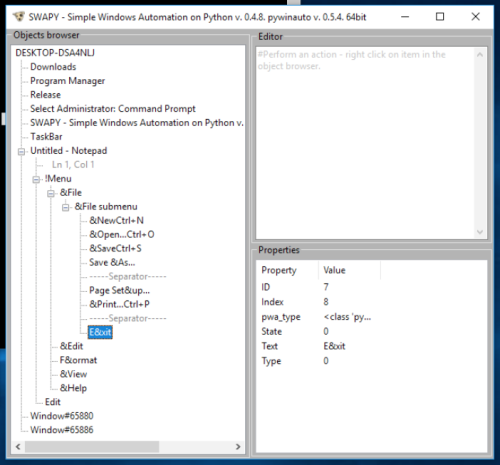 SWAPY - Simple Windows Automation on Python v. 0.4.8. pywinauto v. 0.5.4. 64bit
Objects browser
DESKTOP-DSA4NLJ
Downloads
Program Manager
Release
Select Administrator: Command Prompt
SWAPY - Simple Windows Automation on Python v.
TaskBar
Untitled - Notepad
Ln 1, Col 1
!Menu
&File
&File submenu
&NewCtrl+N
&Open...Ctrl+O
&SaveCtrl+S
Save &As...
-----Separator-----
Page Set&up...
&Print...Ctrl+P
-----Separator-----
E&xit
&Edit
F&ormat
&View
&Help
Edit
Window#65880
Window#65886
Editor
#Perform an action - right click on item in the
object browser.
Properties
Property Value
ID 7
Index 8
pwa_type <class 'py...
State 0
Text E&xit
Type 0